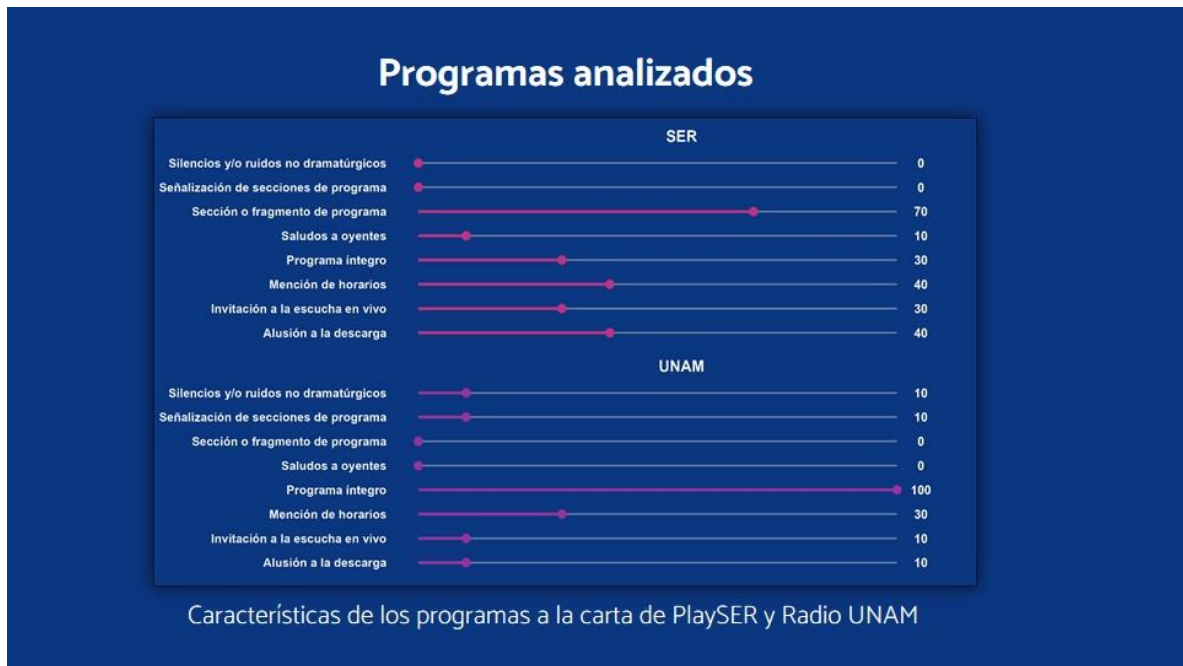 Programas analizados
SER
Silencios y/o ruidos no dramatúrgicos 0
Señalización de secciones de programa 0
Sección o fragmento de programa 70
Saludos a oyentes 10
Programa íntegro 30
Mención de horarios 40
Invitación a la escucha en vivo 30
Alusión a la descarga 40
UNAM
Silencios y/o ruidos no dramatúrgicos 10
Señalización de secciones de programa 10
Sección o fragmento de programa 0
Saludos a oyentes 0
Programa íntegro 100
Mención de horarios 30
Invitación a la escucha en vivo 10
Alusión a la descarga 10
Características de los programas a la carta de PlaySER y Radio UNAM